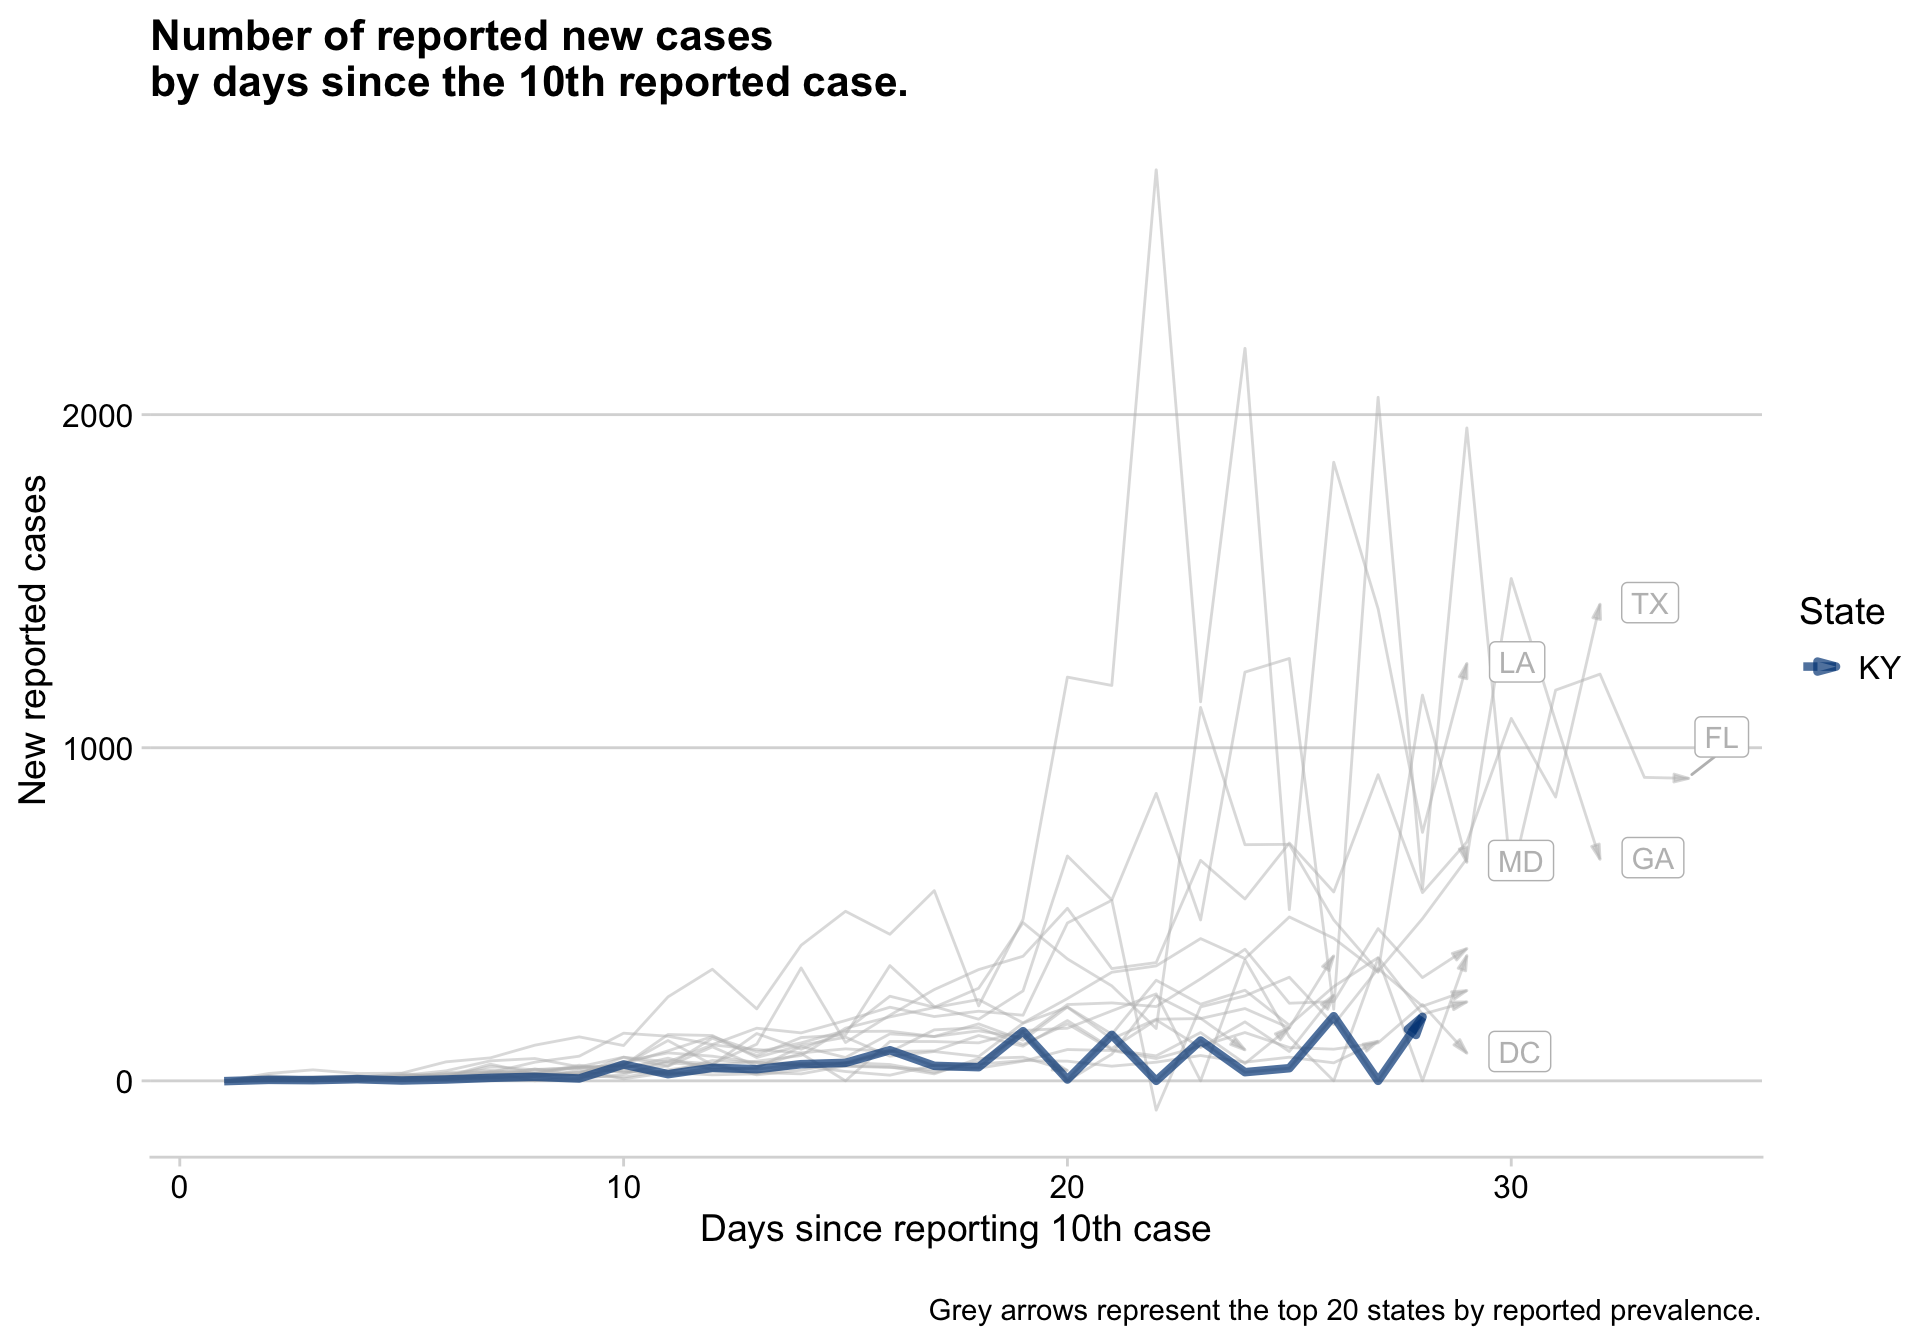 Number of reported new cases
by days since the 10th reported case.
New reported cases
2000
1000
0
TX
LA
FL
MD
GA
DC
State
KY
0
10
20
30
Days since reporting 10th case
Grey arrows represent the top 20 states by reported prevalence.